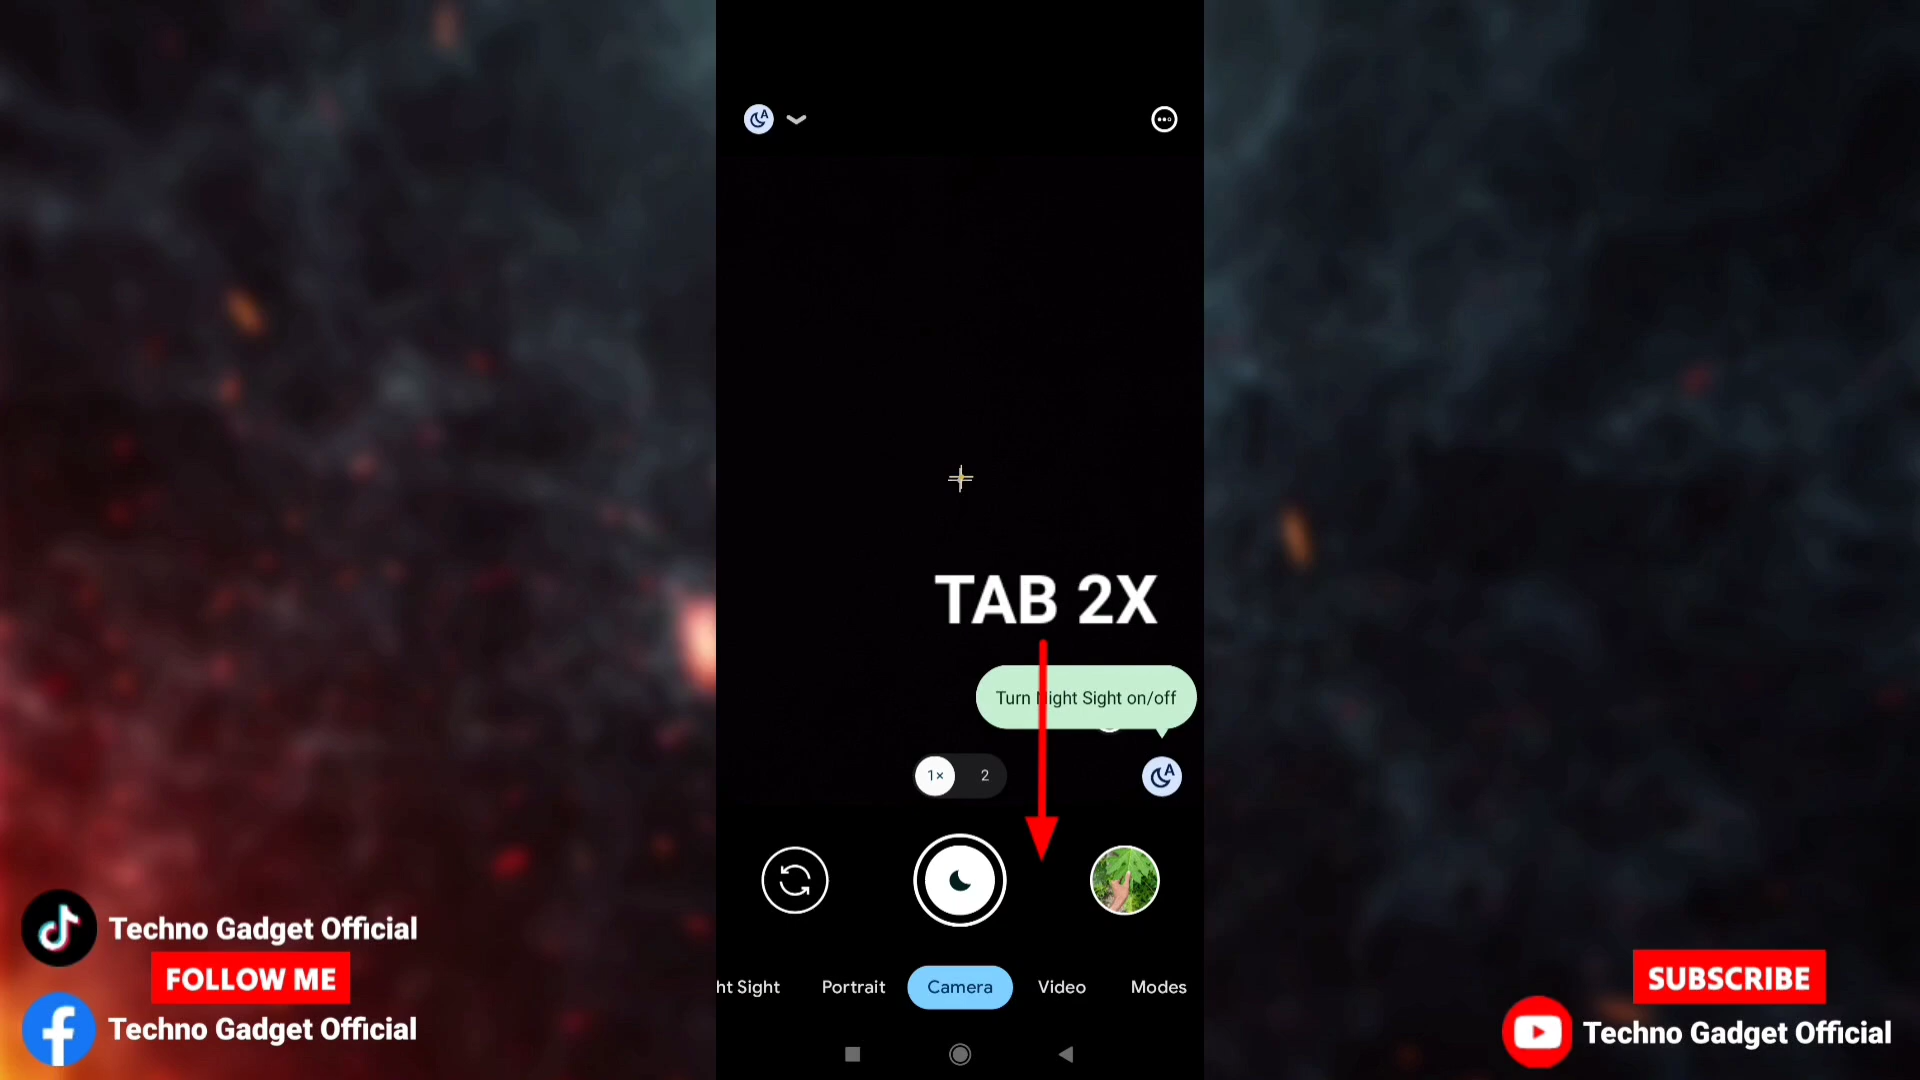 TAB 2X
Turn Night Sight on/off
1×
2
ht Sight
Portrait
Camera
Video
Modes
Techno Gadget Official
FOLLOW ME
Techno Gadget Official
SUBSCRIBE
Techno Gadget Official